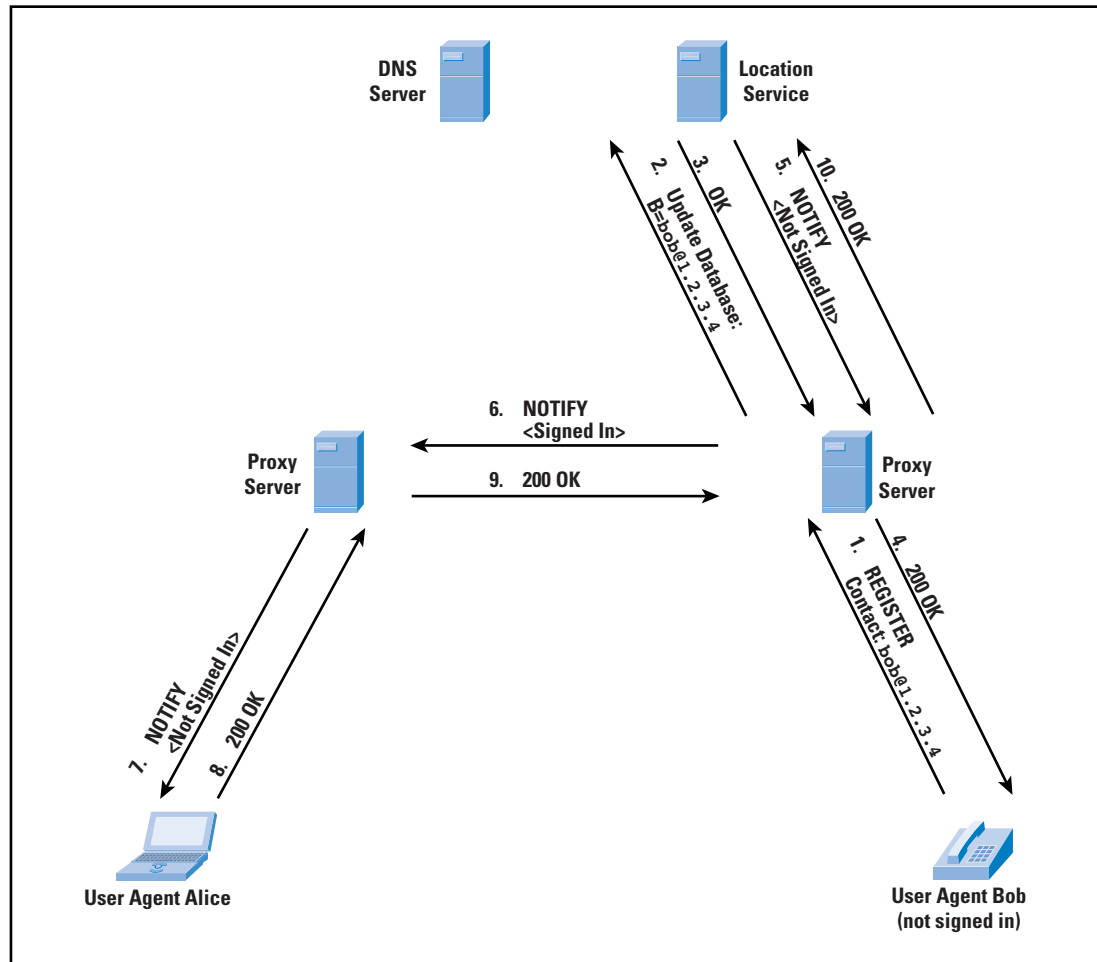 DNS
Server
Location
Service
2. Update Database:
B=bob@1.2.3.4
3. OK
5. NOTIFY
<Not Signed In>
10. 200 OK
6. NOTIFY
<Signed In>
9. 200 OK
Proxy
Server
Proxy
Server
1. REGISTER
Contact: bob@1.2.3.4
4. 200 OK
7. NOTIFY
<Not Signed In>
8. 200 OK
User Agent Alice
User Agent Bob
(not signed in)